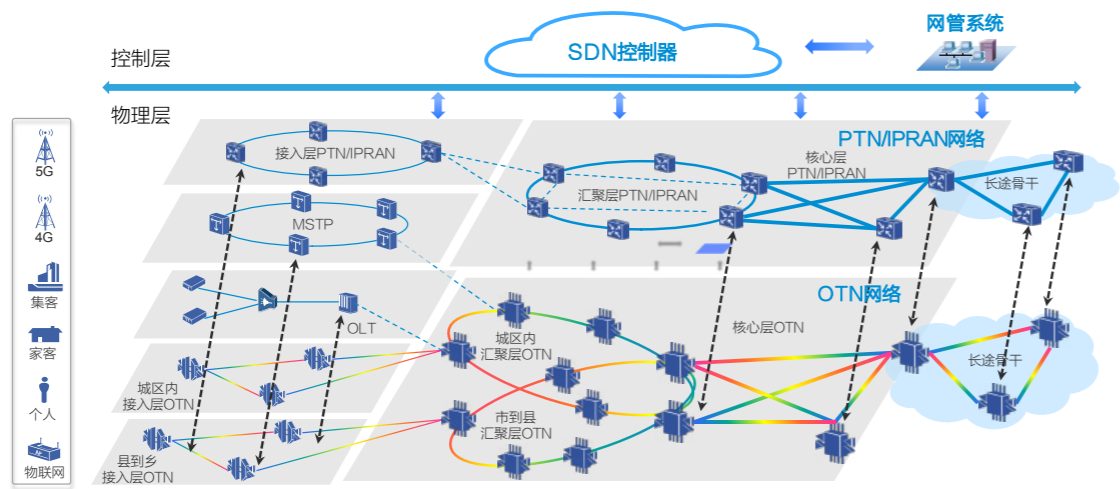 网管系统
SDN控制器
控制层
物理层
PTN/IPRAN网络
接入层PTN/IPRAN
核心层
PTN/IPRAN
长途骨干
汇聚层PTN/IPRAN
MSTP
5G
4G
集客
家客
个人
物联网
OLT
OTN网络
核心层OTN
长途骨干
城区内
汇聚层OTN
城区内
接入层OTN
市到县
汇聚层OTN
县到乡
接入层OTN